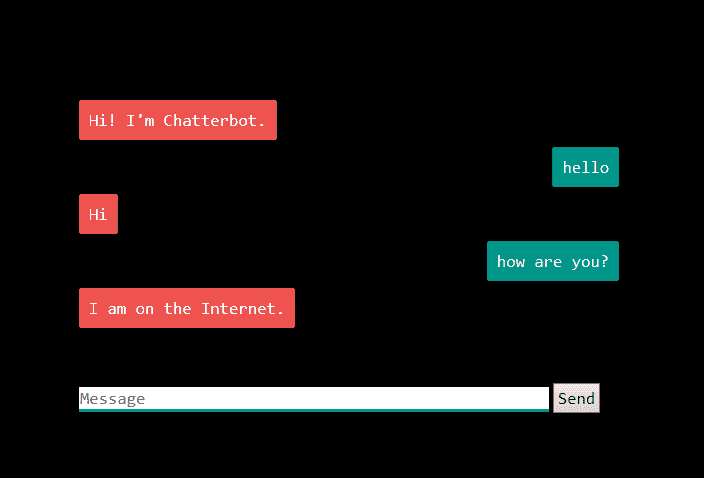 Hi! I'm Chatterbot.
hello
Hi
how are you?
I am on the Internet.
Message
Send